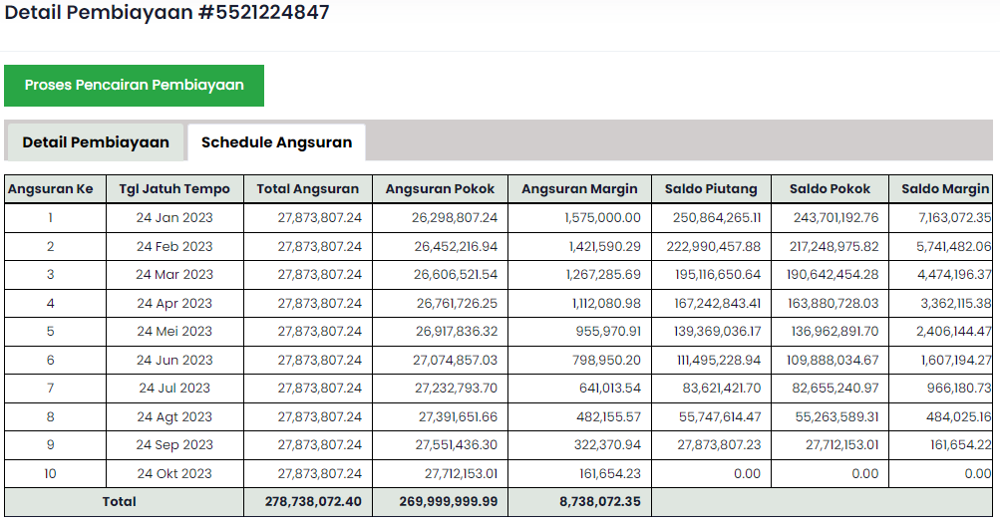 Detail Pembiayaan #5521224847
Proses Pencairan Pembiayaan
Detail Pembiayaan Schedule Angsuran
Angsuran Ke Tgl Jatuh Tempo Total Angsuran Angsuran Pokok Angsuran Margin Saldo Piutang Saldo Pokok Saldo Margin
1 24 Jan 2023 27,873,807.24 26,298,807.24 1,575,000.00 250,864,265.11 243,701,192.76 7,163,072.35
2 24 Feb 2023 27,873,807.24 26,452,216.94 1,421,590.29 222,990,457.88 217,248,975.82 5,741,482.06
3 24 Mar 2023 27,873,807.24 26,606,521.54 1,267,285.69 195,116,650.64 190,642,454.28 4,474,196.37
4 24 Apr 2023 27,873,807.24 26,761,726.25 1,112,080.98 167,242,843.41 163,880,728.03 3,362,115.38
5 24 Mei 2023 27,873,807.24 26,917,836.32 955,970.91 139,369,036.17 136,962,891.70 2,406,144.47
6 24 Jun 2023 27,873,807.24 27,074,857.03 798,950.20 111,495,228.94 109,888,034.67 1,607,194.27
7 24 Jul 2023 27,873,807.24 27,232,793.70 641,013.54 83,621,421.70 82,655,240.97 966,180.73
8 24 Agt 2023 27,873,807.24 27,391,651.66 482,155.57 55,747,614.47 55,263,589.31 484,025.16
9 24 Sep 2023 27,873,807.24 27,551,436.30 322,370.94 27,873,807.23 27,712,153.01 161,654.22
10 24 Okt 2023 27,873,807.24 27,712,153.01 161,654.23 0.00 0.00 0.00
Total 278,738,072.40 269,999,999.99 8,738,072.35